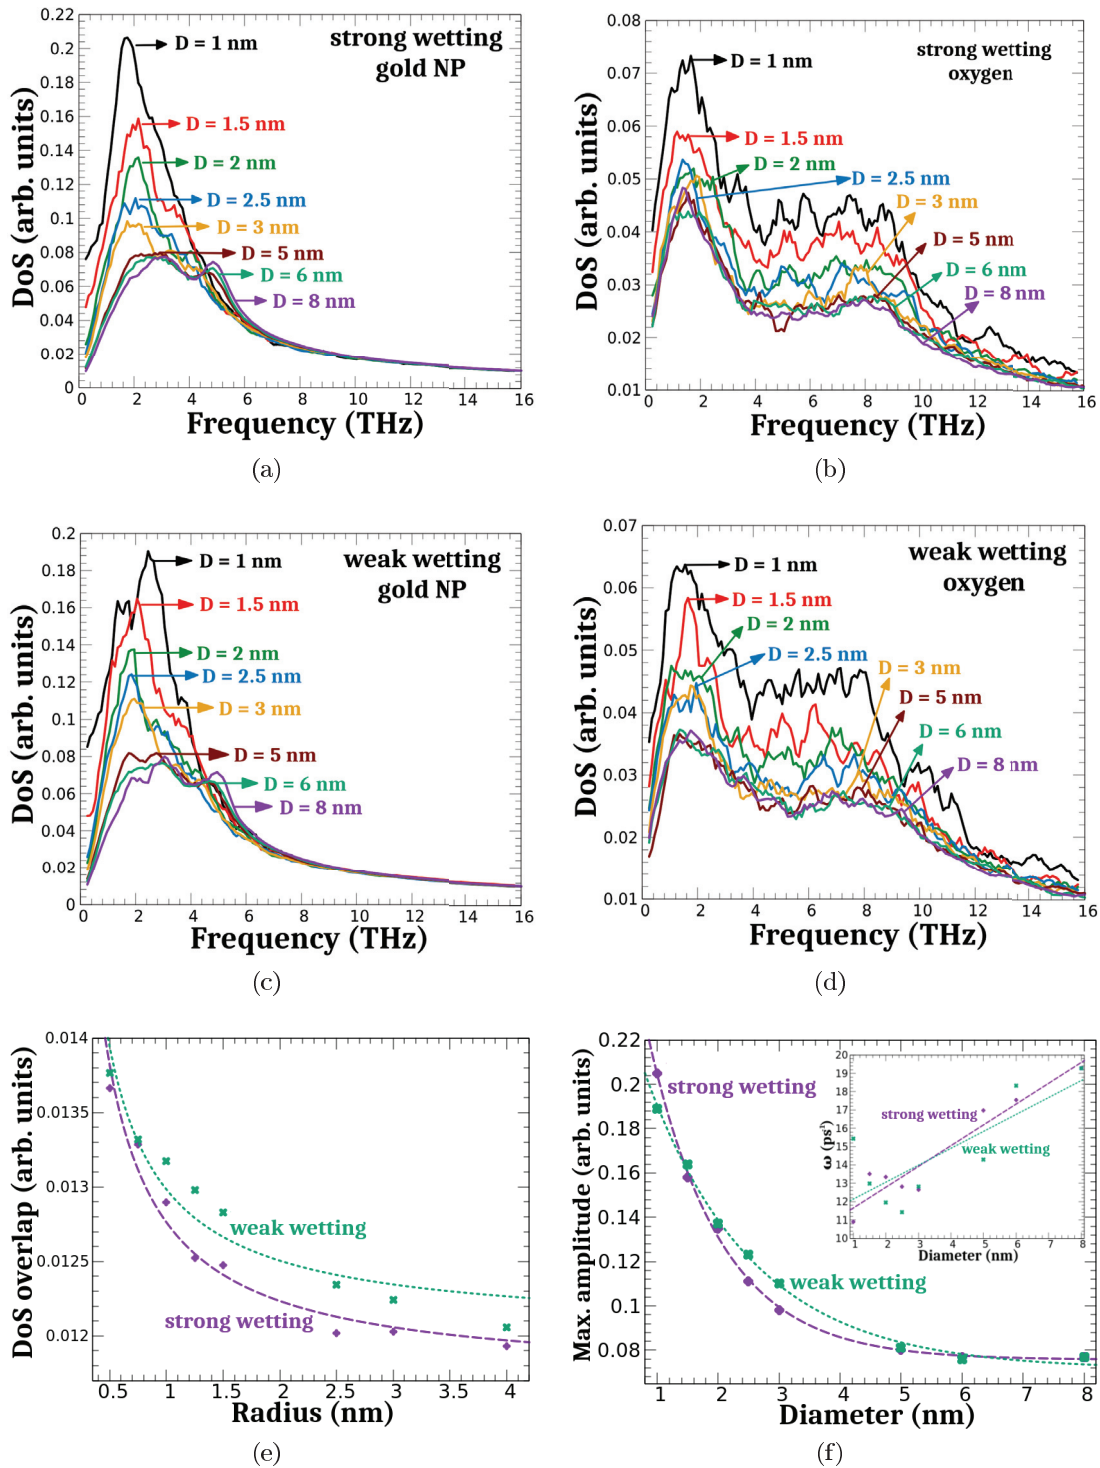 0.22
0.2
0.18
0.16
0.14
0.12
0.1
0.08
0.06
0.04
0.02
0
DoS (arb. units)
strong wetting
gold NP
D = 1 nm
D = 1.5 nm
D = 2 nm
D = 2.5 nm
D = 3 nm
D = 5 nm
D = 6 nm
D = 8 nm
0 2 4 6 8 10 12 14 16
Frequency (THz)
(a)
0.08
0.07
0.06
0.05
0.04
0.03
0.02
0.01
DoS (arb. units)
strong wetting
oxygen
D = 1 nm
D = 1.5 nm
D = 2 nm
D = 2.5 nm
D = 3 nm
D = 5 nm
D = 6 nm
D = 8 nm
0 2 4 6 8 10 12 14 16
Frequency (THz)
(b)
0.2
0.18
0.16
0.14
0.12
0.1
0.08
0.06
0.04
0.02
0
DoS (arb. units)
weak wetting
gold NP
D = 1 nm
D = 1.5 nm
D = 2 nm
D = 2.5 nm
D = 3 nm
D = 5 nm
D = 6 nm
D = 8 nm
0 2 4 6 8 10 12 14 16
Frequency (THz)
(c)
0.07
0.06
0.05
0.04
0.03
0.02
0.01
DoS (arb. units)
weak wetting
oxygen
D = 1 nm
D = 1.5 nm
D = 2 nm
D = 2.5 nm
D = 3 nm
D = 5 nm
D = 6 nm
D = 8 nm
0 2 4 6 8 10 12 14 16
Frequency (THz)
(d)
0.014
0.0135
0.013
0.0125
0.012
DoS overlap (arb. units)
weak wetting
strong wetting
0.5 1 1.5 2 2.5 3 3.5 4
Radius (nm)
(e)
0.22
0.2
0.18
0.16
0.14
0.12
0.1
0.08
Max. amplitude (arb. units)
strong wetting
weak wetting
20
19
18
17
16
15
14
13
12
11
10
ω (ps⁻¹)
strong wetting
weak wetting
1 2 3 4 5 6 7 8
Diameter (nm)
1 2 3 4 5 6 7 8
Diameter (nm)
(f)